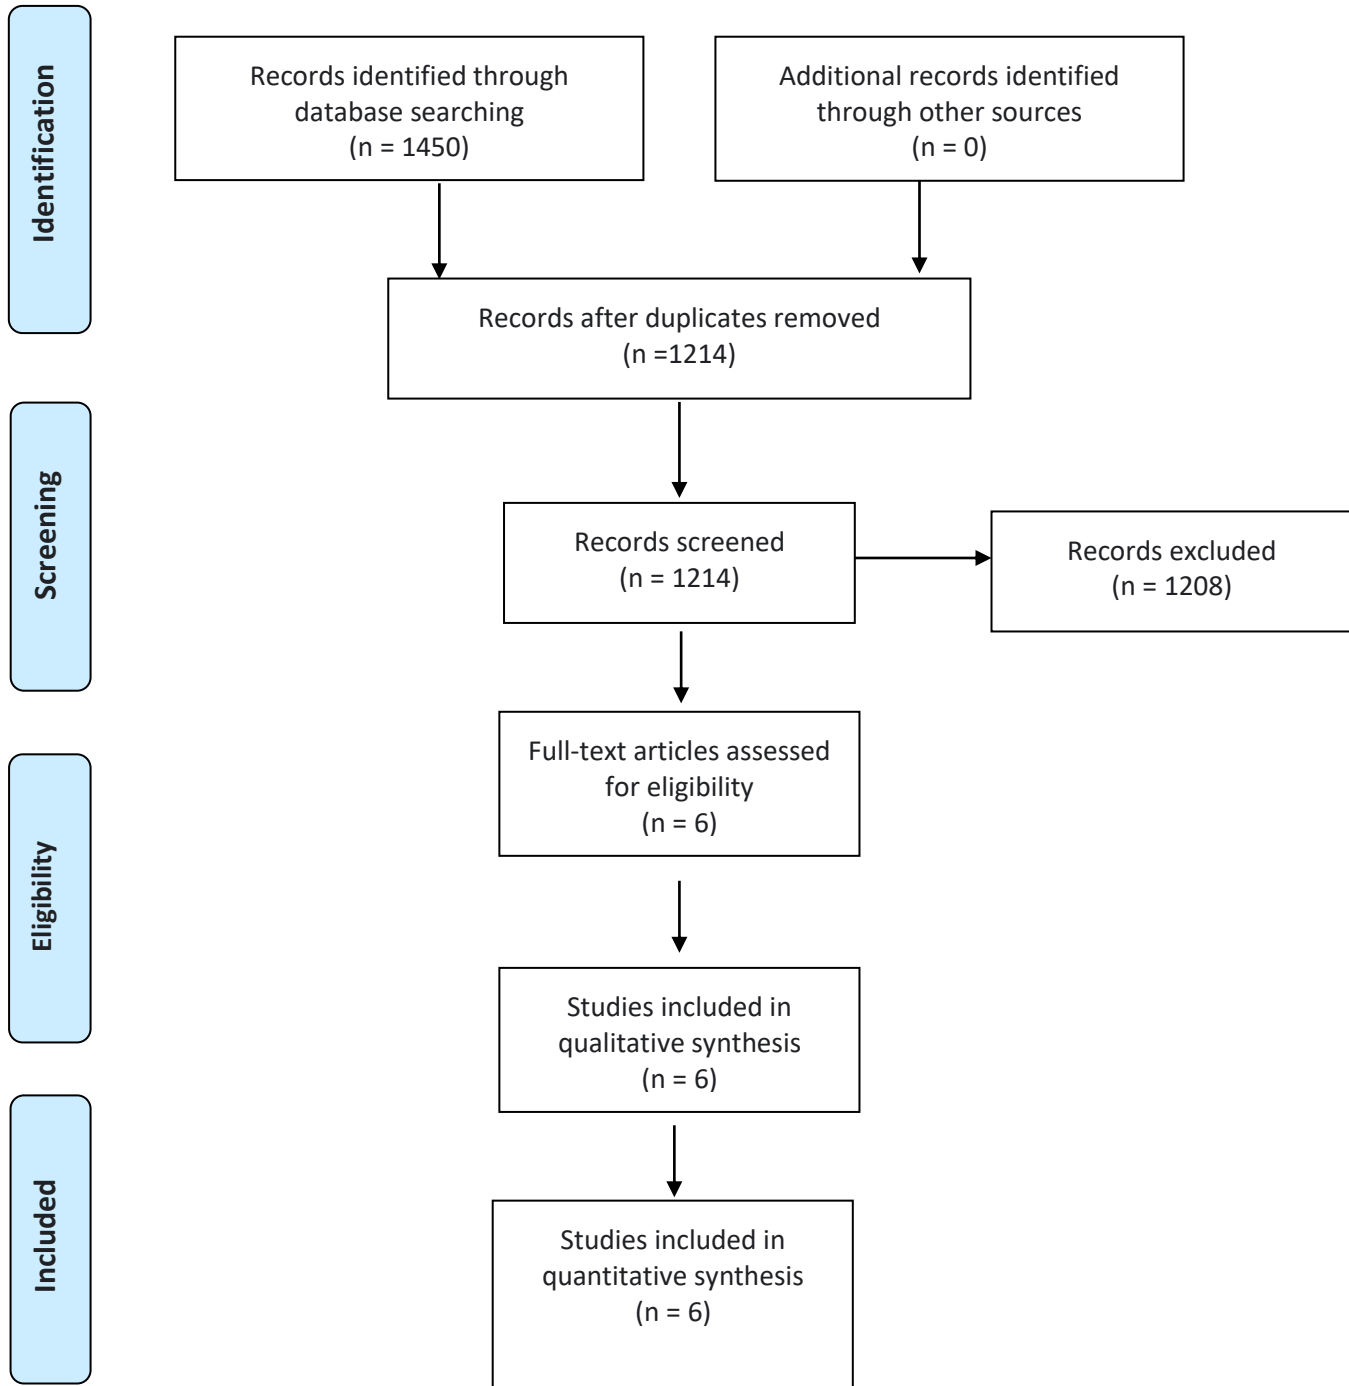 Identification
Records identified through
database searching
(n = 1450)
Additional records identified
through other sources
(n = 0)
Records after duplicates removed
(n =1214)
Screening
Records screened
(n = 1214)
Records excluded
(n = 1208)
Eligibility
Full-text articles assessed
for eligibility
(n = 6)
Studies included in
qualitative synthesis
(n = 6)
Included
Studies included in
quantitative synthesis
(n = 6)